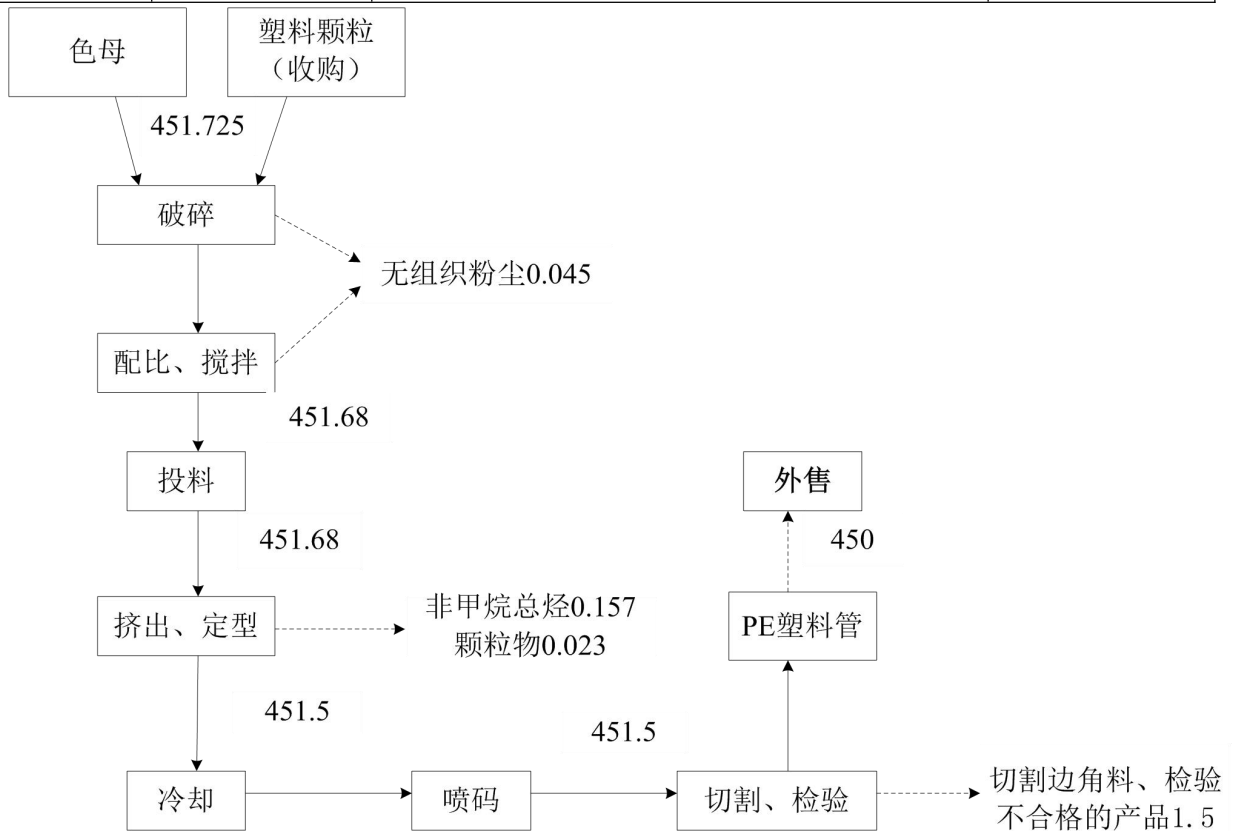 色母
塑料颗粒
（收购）
451.725
破碎
无组织粉尘0.045
配比、搅拌
451.68
投料
外售
451.68
450
挤出、定型
非甲烷总烃0.157
颗粒物0.023
PE塑料管
451.5
451.5
冷却
喷码
切割、检验
切割边角料、检验
不合格的产品1.5